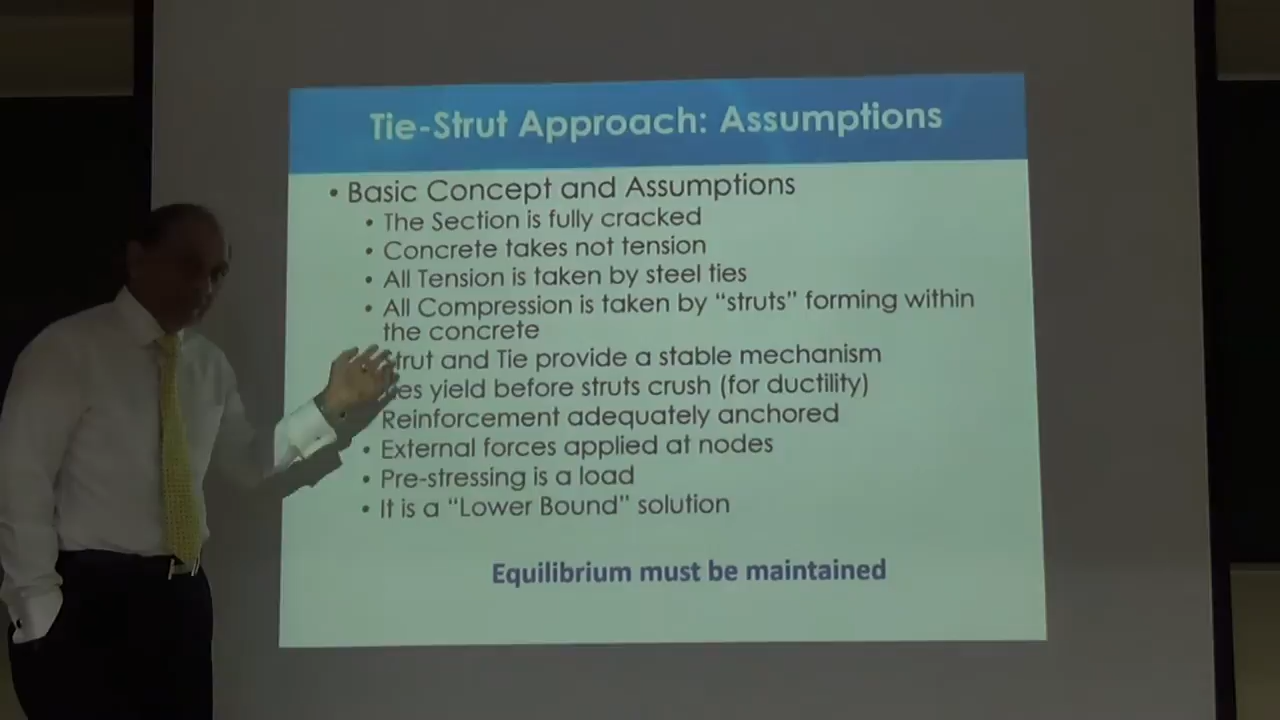 Tie-Strut Approach: Assumptions
• Basic Concept and Assumptions
• The Section is fully cracked
• Concrete takes not tension
• All Tension is taken by steel ties
• All Compression is taken by “struts” forming within
the concrete
and Tie provide a stable mechanism
yield before struts crush (for ductility)
Reinforcement adequately anchored
• External forces applied at nodes
• Pre-stressing is a load
• It is a “Lower Bound” solution
Equilibrium must be maintained